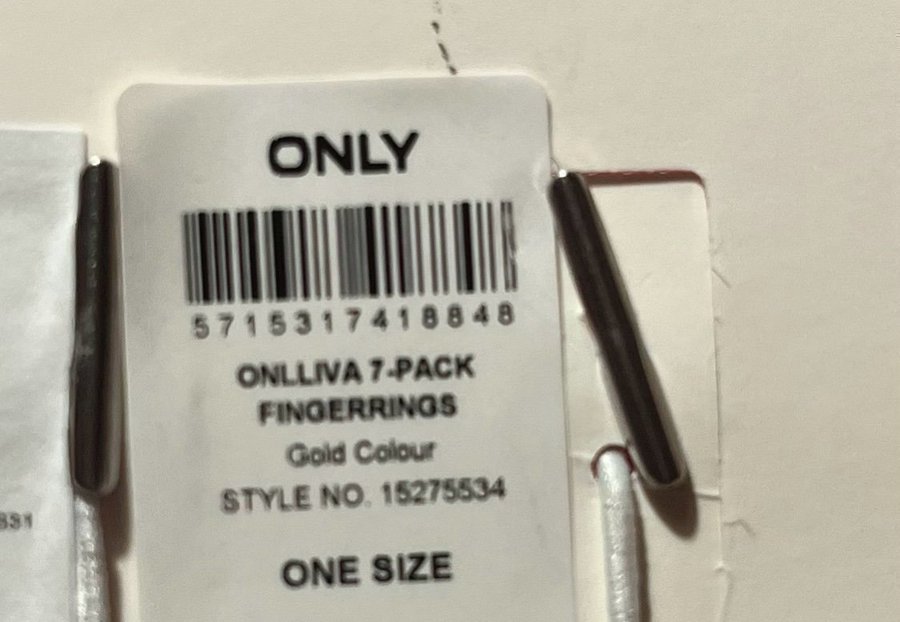 ONLY
5715317418848
ONLLIVA 7-PACK
FINGERRINGS
Gold Colour
STYLE NO. 15275534
ONE SIZE